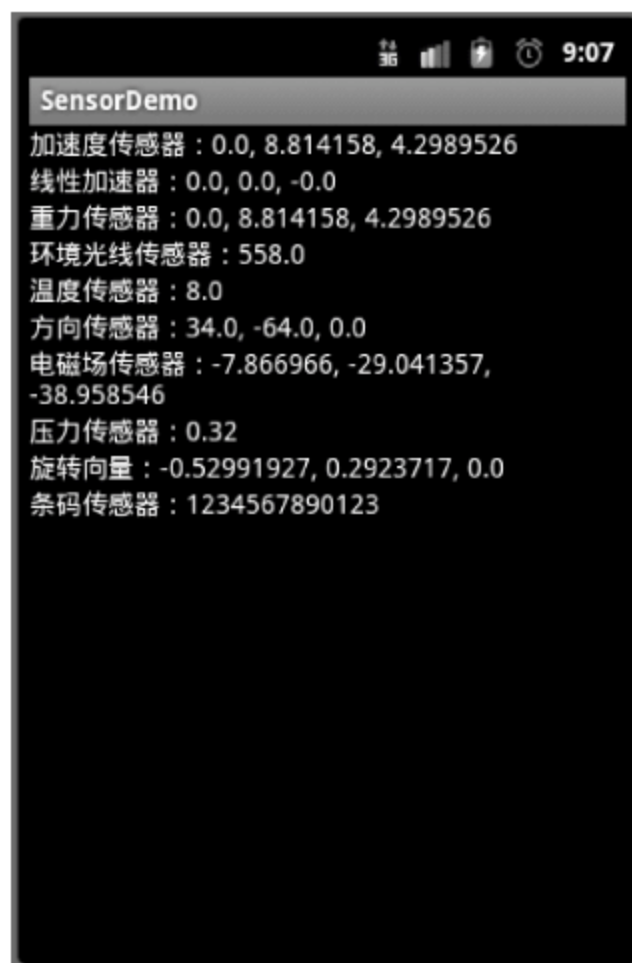 3G 9:07
SensorDemo
加速度传感器：0.0, 8.814158, 4.2989526
线性加速器：0.0, 0.0, -0.0
重力传感器：0.0, 8.814158, 4.2989526
环境光线传感器：558.0
温度传感器：8.0
方向传感器：34.0, -64.0, 0.0
电磁场传感器：-7.866966, -29.041357,
-38.958546
压力传感器：0.32
旋转向量：-0.52991927, 0.2923717, 0.0
条码传感器：1234567890123